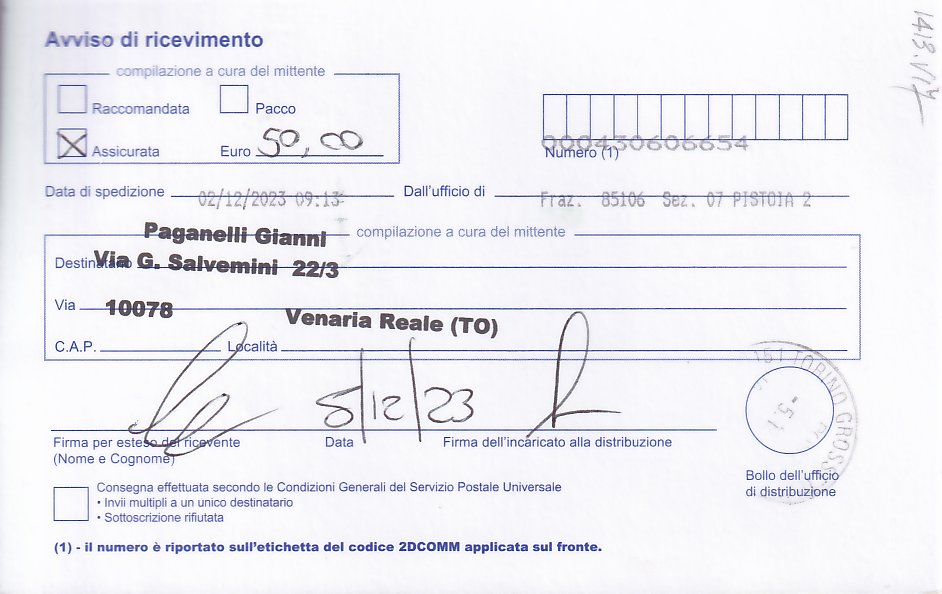 Avviso di ricevimento
compilazione a cura del mittente
Raccomandata Pacco
Assicurata Euro 50,00
000430606654
Numero (1)
Data di spedizione 02/12/2023 09:13 Dall'ufficio di Fraz. 85106 Sez. 07 PISTOIA 2
Paganelli Gianni compilazione a cura del mittente
Destinatario Via G. Salvemini 22/3
Via 10078
Venaria Reale (TO)
C.A.P. Località
5/12/23
Firma per esteso del ricevente Data Firma dell'incaricato alla distribuzione
(Nome e Cognome)
TORINO GROSS
Bollo dell'ufficio
di distribuzione
Consegna effettuata secondo le Condizioni Generali del Servizio Postale Universale
• Invii multipli a un unico destinatario
• Sottoscrizione rifiutata
(1) - il numero è riportato sull'etichetta del codice 2DCOMM applicata sul fronte.